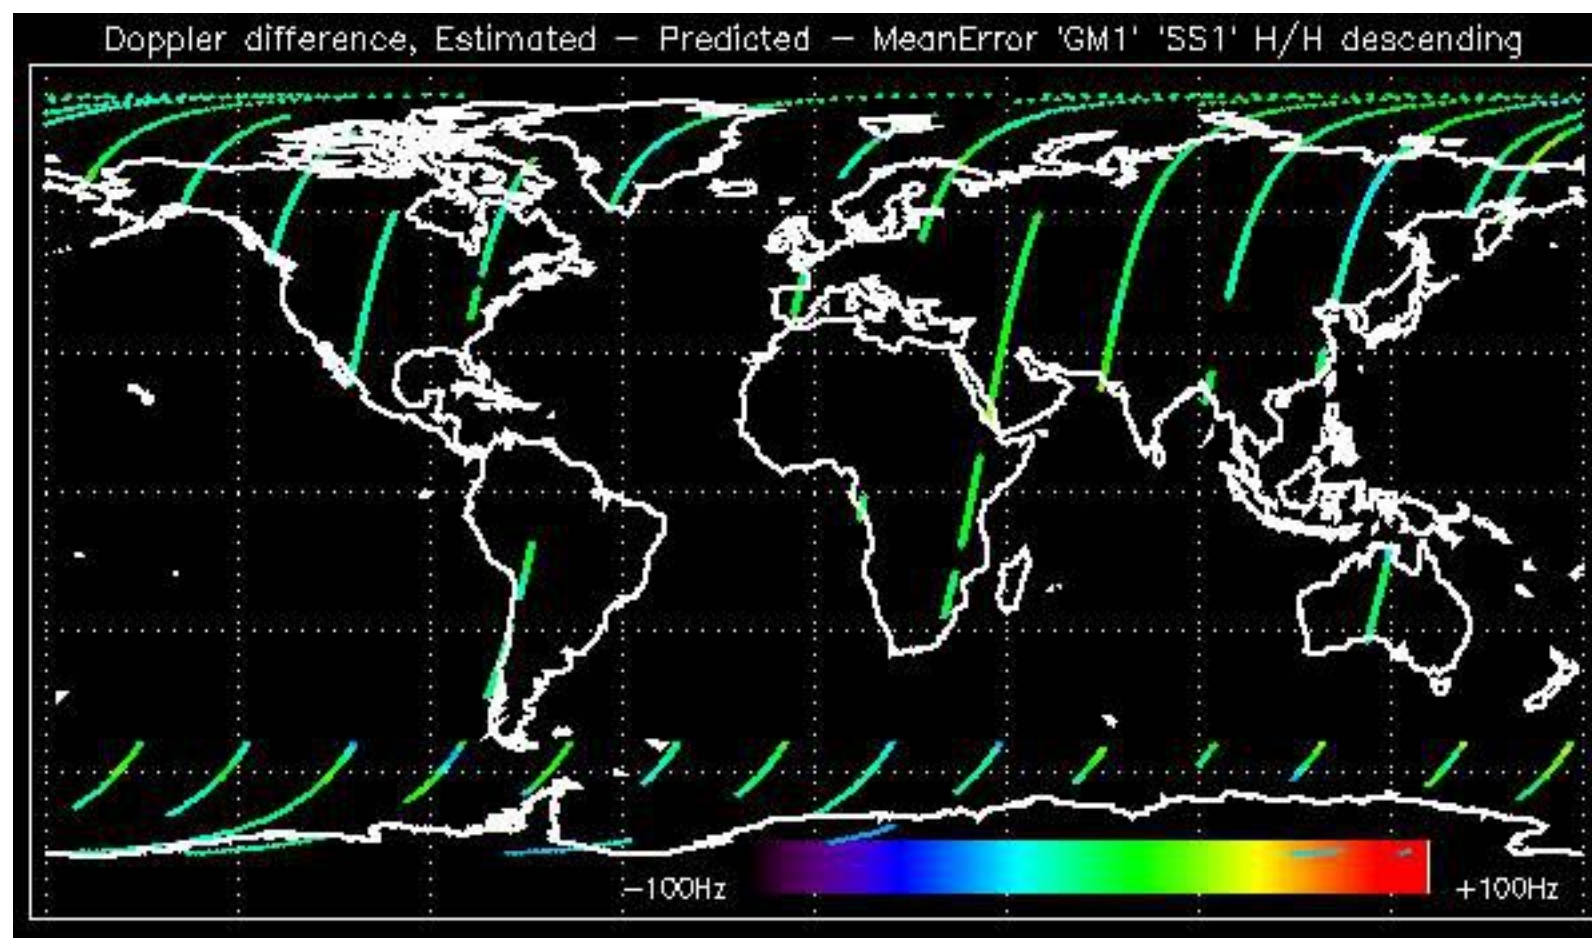 Doppler difference, Estimated — Predicted — MeanError 'GM1' 'SS1' H/H descending
−100Hz +100Hz